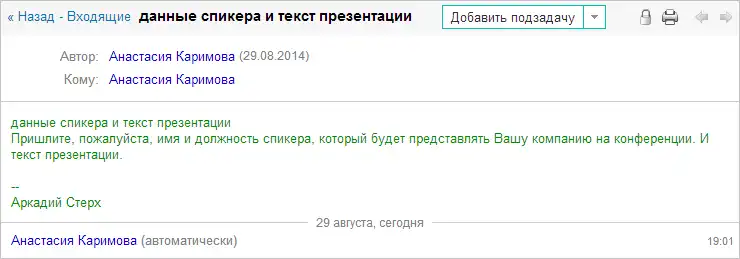 « Назад - Входящие данные спикера и текст презентации Добавить подзадачу
Автор: Анастасия Каримова (29.08.2014)
Кому: Анастасия Каримова
данные спикера и текст презентации
Пришлите, пожалуйста, имя и должность спикера, который будет представлять Вашу компанию на конференции. И
текст презентации.
--
Аркадий Стерх
29 августа, сегодня
Анастасия Каримова (автоматически) 19:01